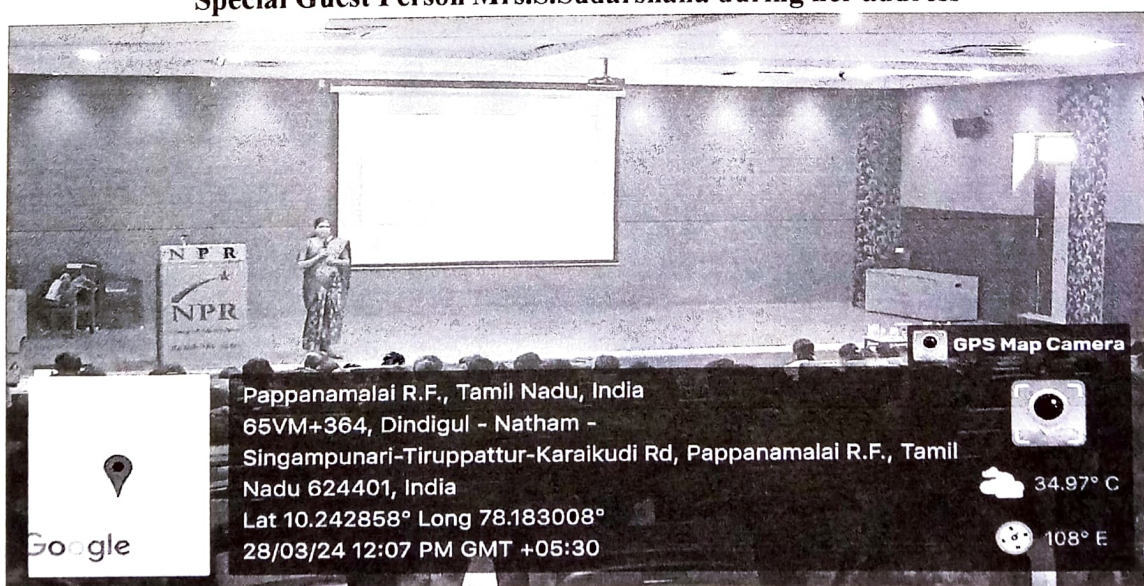 Special Guest Person Mrs.S.Sudarshana during her address
N P R
NPR
GPS Map Camera
Pappanamalai R.F., Tamil Nadu, India
65VM+364, Dindigul - Natham -
Singampunari-Tiruppattur-Karaikudi Rd, Pappanamalai R.F., Tamil
Nadu 624401, India
Lat 10.242858° Long 78.183008°
28/03/24 12:07 PM GMT +05:30
34.97° C
108° E
Google